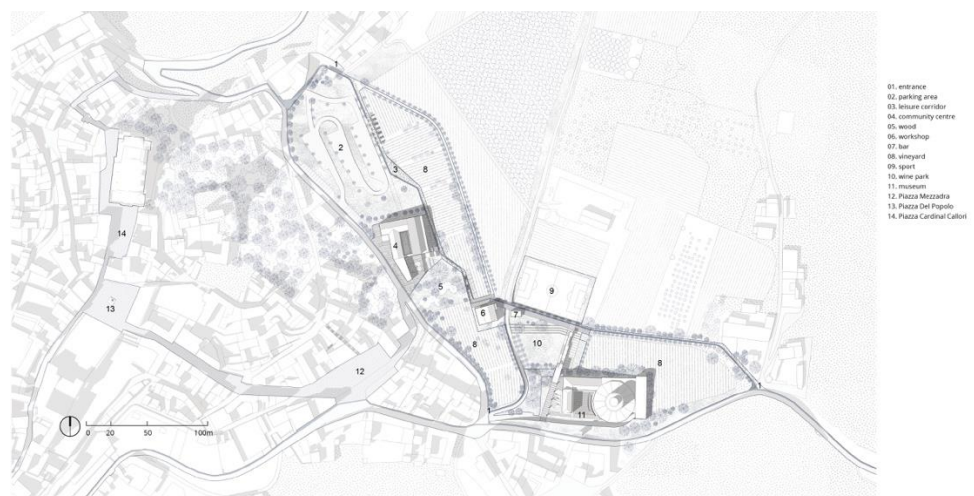 1
2
3
8
4
14
5
13
9
6
7
8
10
12
8
11
1
1
0 20 50 100m
01. entrance
02. parking area
03. leisure corridor
04. community centre
05. wood
06. workshop
07. bar
08. vineyard
09. sport
10. wine park
11. museum
12. Piazza Mezzadra
13. Piazza Del Popolo
14. Piazza Cardinal Callori